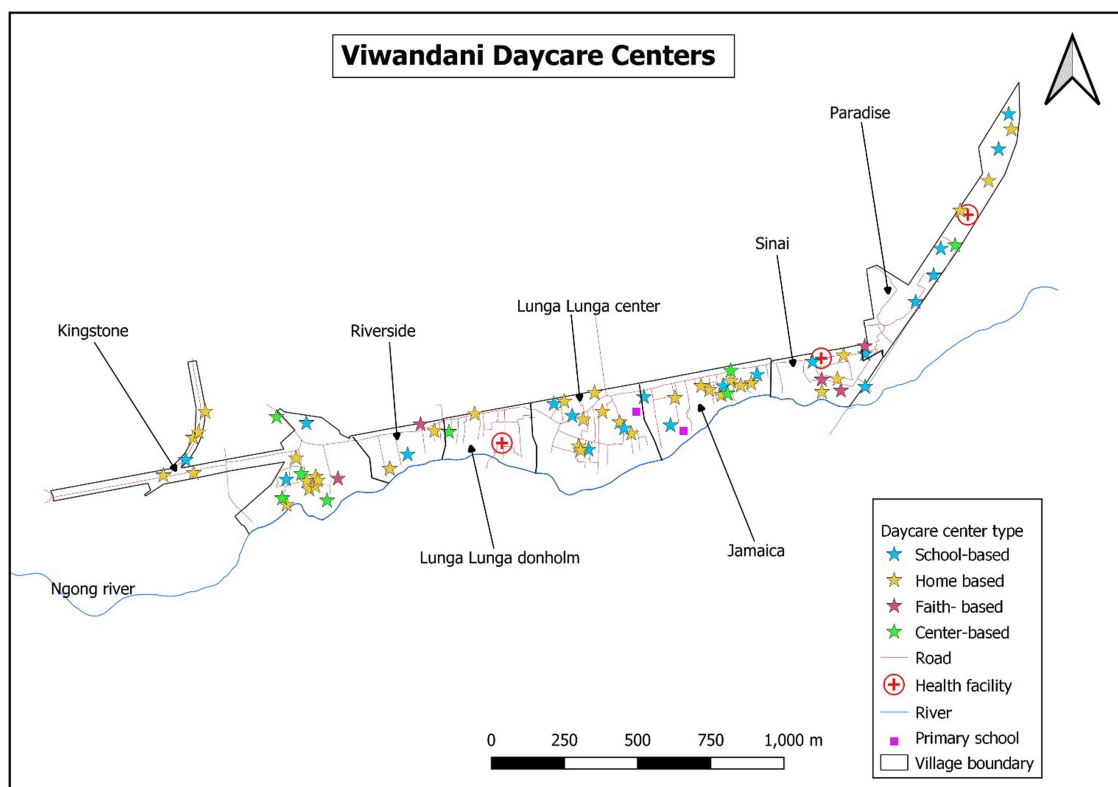 Viwandani Daycare Centers
Paradise
Sinai
Lunga Lunga center
Kingstone
Riverside
Lunga Lunga donholm
Jamaica
Ngong river
Daycare center type
School-based
Home based
Faith- based
Center-based
Road
Health facility
River
Primary school
Village boundary
0 250 500 750 1,000 m